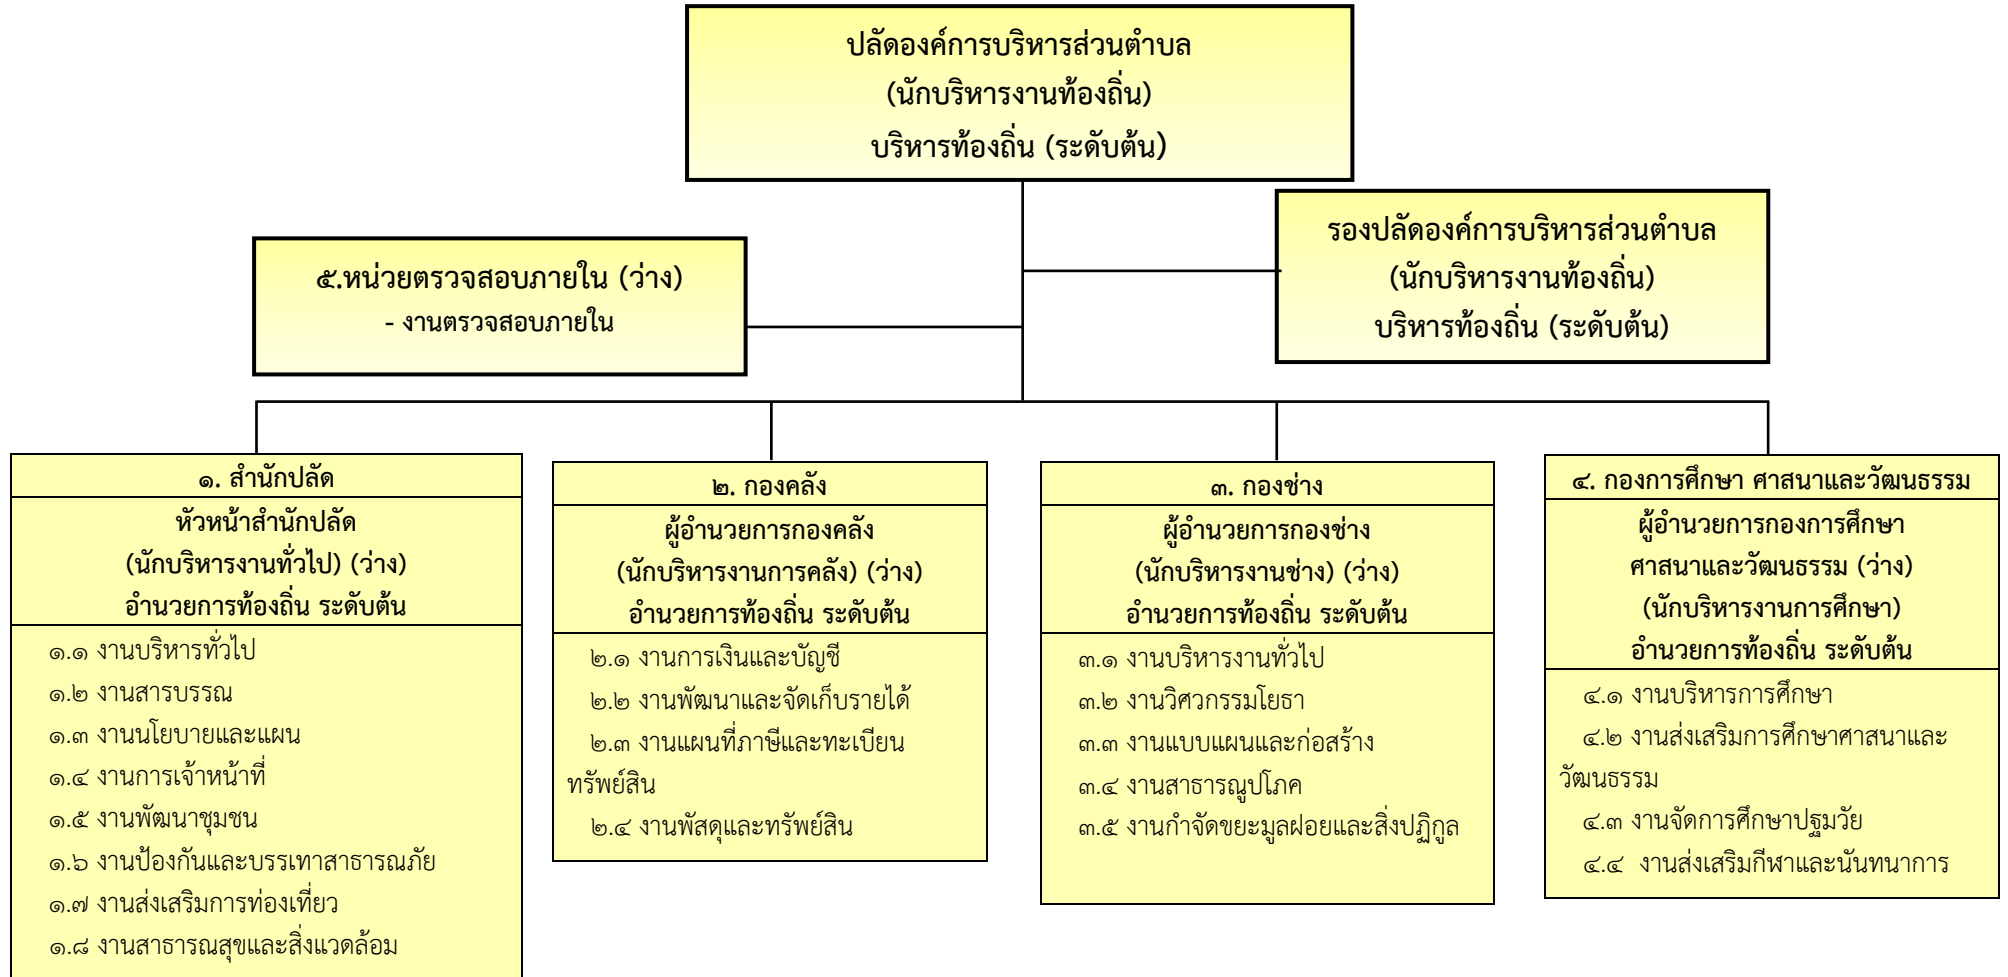 ปลัดองค์การบริหารส่วนตำบล
(นักบริหารงานท้องถิ่น)
บริหารท้องถิ่น (ระดับต้น)
รองปลัดองค์การบริหารส่วนตำบล
(นักบริหารงานท้องถิ่น)
บริหารท้องถิ่น (ระดับต้น)
๕.หน่วยตรวจสอบภายใน (ว่าง)
- งานตรวจสอบภายใน
๑. สำนักปลัด
หัวหน้าสำนักปลัด
(นักบริหารงานทั่วไป) (ว่าง)
อำนวยการท้องถิ่น ระดับต้น
๑.๑ งานบริหารทั่วไป
๑.๒ งานสารบรรณ
๑.๓ งานนโยบายและแผน
๑.๔ งานการเจ้าหน้าที่
๑.๕ งานพัฒนาชุมชน
๑.๖ งานป้องกันและบรรเทาสาธารณภัย
๑.๗ งานส่งเสริมการท่องเที่ยว
๑.๘ งานสาธารณสุขและสิ่งแวดล้อม
๒. กองคลัง
ผู้อำนวยการกองคลัง
(นักบริหารงานการคลัง) (ว่าง)
อำนวยการท้องถิ่น ระดับต้น
๒.๑ งานการเงินและบัญชี
๒.๒ งานพัฒนาและจัดเก็บรายได้
๒.๓ งานแผนที่ภาษีและทะเบียน
ทรัพย์สิน
๒.๔ งานพัสดุและทรัพย์สิน
๓. กองช่าง
ผู้อำนวยการกองช่าง
(นักบริหารงานช่าง) (ว่าง)
อำนวยการท้องถิ่น ระดับต้น
๓.๑ งานบริหารงานทั่วไป
๓.๒ งานวิศวกรรมโยธา
๓.๓ งานแบบแผนและก่อสร้าง
๓.๔ งานสาธารณูปโภค
๓.๕ งานกำจัดขยะมูลฝอยและสิ่งปฏิกูล
๔. กองการศึกษา ศาสนาและวัฒนธรรม
ผู้อำนวยการกองการศึกษา
ศาสนาและวัฒนธรรม (ว่าง)
(นักบริหารงานการศึกษา)
อำนวยการท้องถิ่น ระดับต้น
๔.๑ งานบริหารการศึกษา
๔.๒ งานส่งเสริมการศึกษาศาสนาและ
วัฒนธรรม
๔.๓ งานจัดการศึกษาปฐมวัย
๔.๔ งานส่งเสริมกีฬาและนันทนาการ